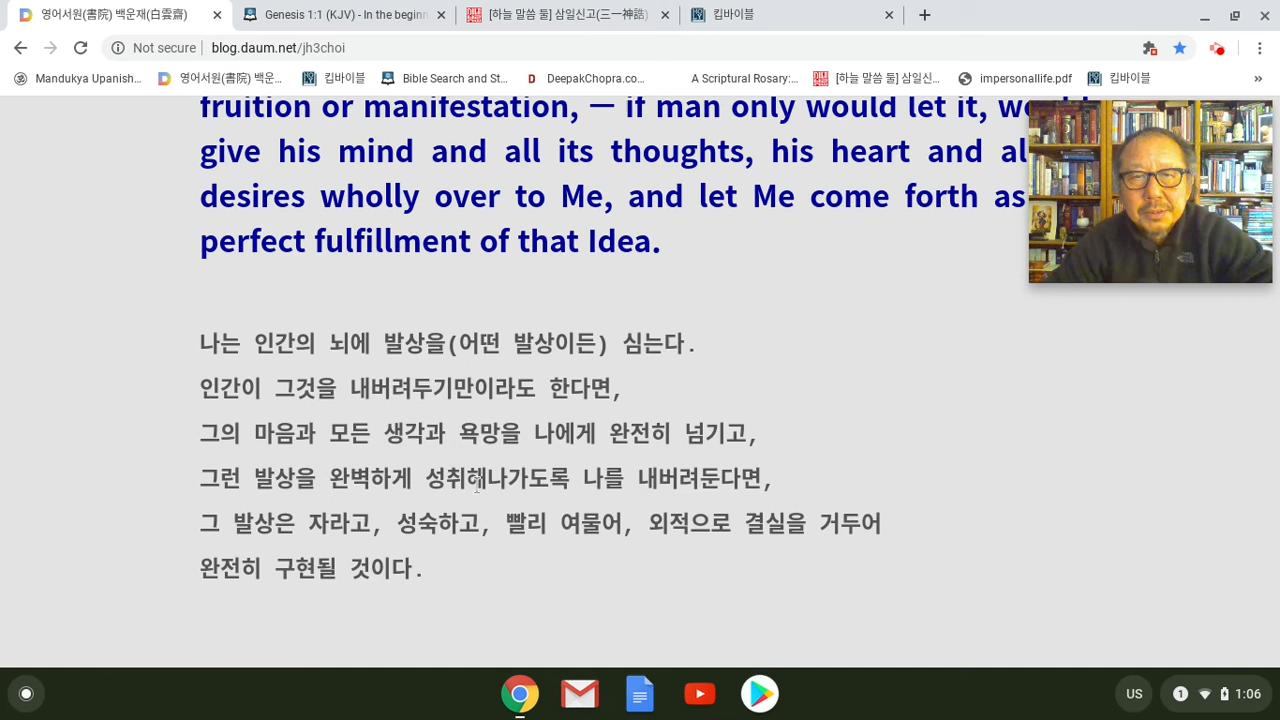 영어서원(書院) 백운재(白雲齋)
Genesis 1:1 (KJV) - In the beginn
[하늘 말씀 둘] 삼일신고(三一神誥)
킵바이블
Not secure
blog.daum.net/jh3choi
Mandukya Upanish...
영어서원(書院) 백운...
킵바이블
Bible Search and St...
DeepakChopra.co...
A Scriptural Rosary:...
[하늘 말씀 둘] 삼일신...
impersonallife.pdf
킵바이블
fruition or manifestation, — if man only would let it,
give his mind and all its thoughts, his heart and
desires wholly over to Me, and let Me come forth as
perfect fulfillment of that Idea.
나는 인간의 뇌에 발상을(어떤 발상이든) 심는다.
인간이 그것을 내버려두기만이라도 한다면,
그의 마음과 모든 생각과 욕망을 나에게 완전히 넘기고,
그런 발상을 완벽하게 성취해나가도록 나를 내버려둔다면,
그 발상은 자라고, 성숙하고, 빨리 여물어, 외적으로 결실을 거두어
완전히 구현될 것이다.
US
1
1:06